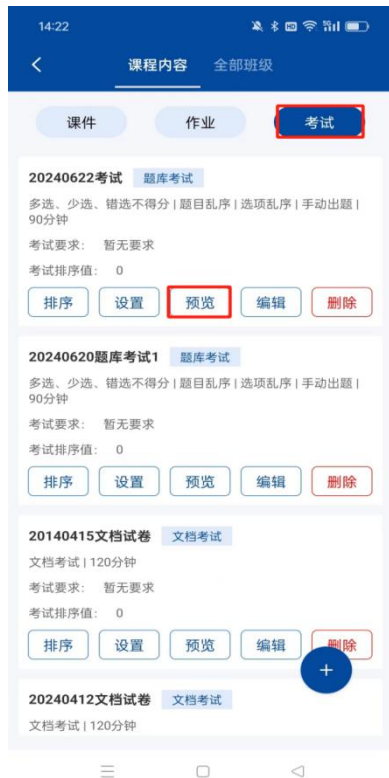 14:22
课程内容 全部班级
课件 作业 考试
20240622考试 题库考试
多选、少选、错选不得分 | 题目乱序 | 选项乱序 | 手动出题 |
90分钟
考试要求: 暂无要求
考试排序值: 0
排序 设置 预览 编辑 删除
20240620题库考试1 题库考试
多选、少选、错选不得分 | 题目乱序 | 选项乱序 | 手动出题 |
90分钟
考试要求: 暂无要求
考试排序值: 0
排序 设置 预览 编辑 删除
20140415文档试卷 文档考试
文档考试 | 120分钟
考试要求: 暂无要求
考试排序值: 0
排序 设置 预览 编辑 删除
+
20240412文档试卷 文档考试
文档考试 | 120分钟